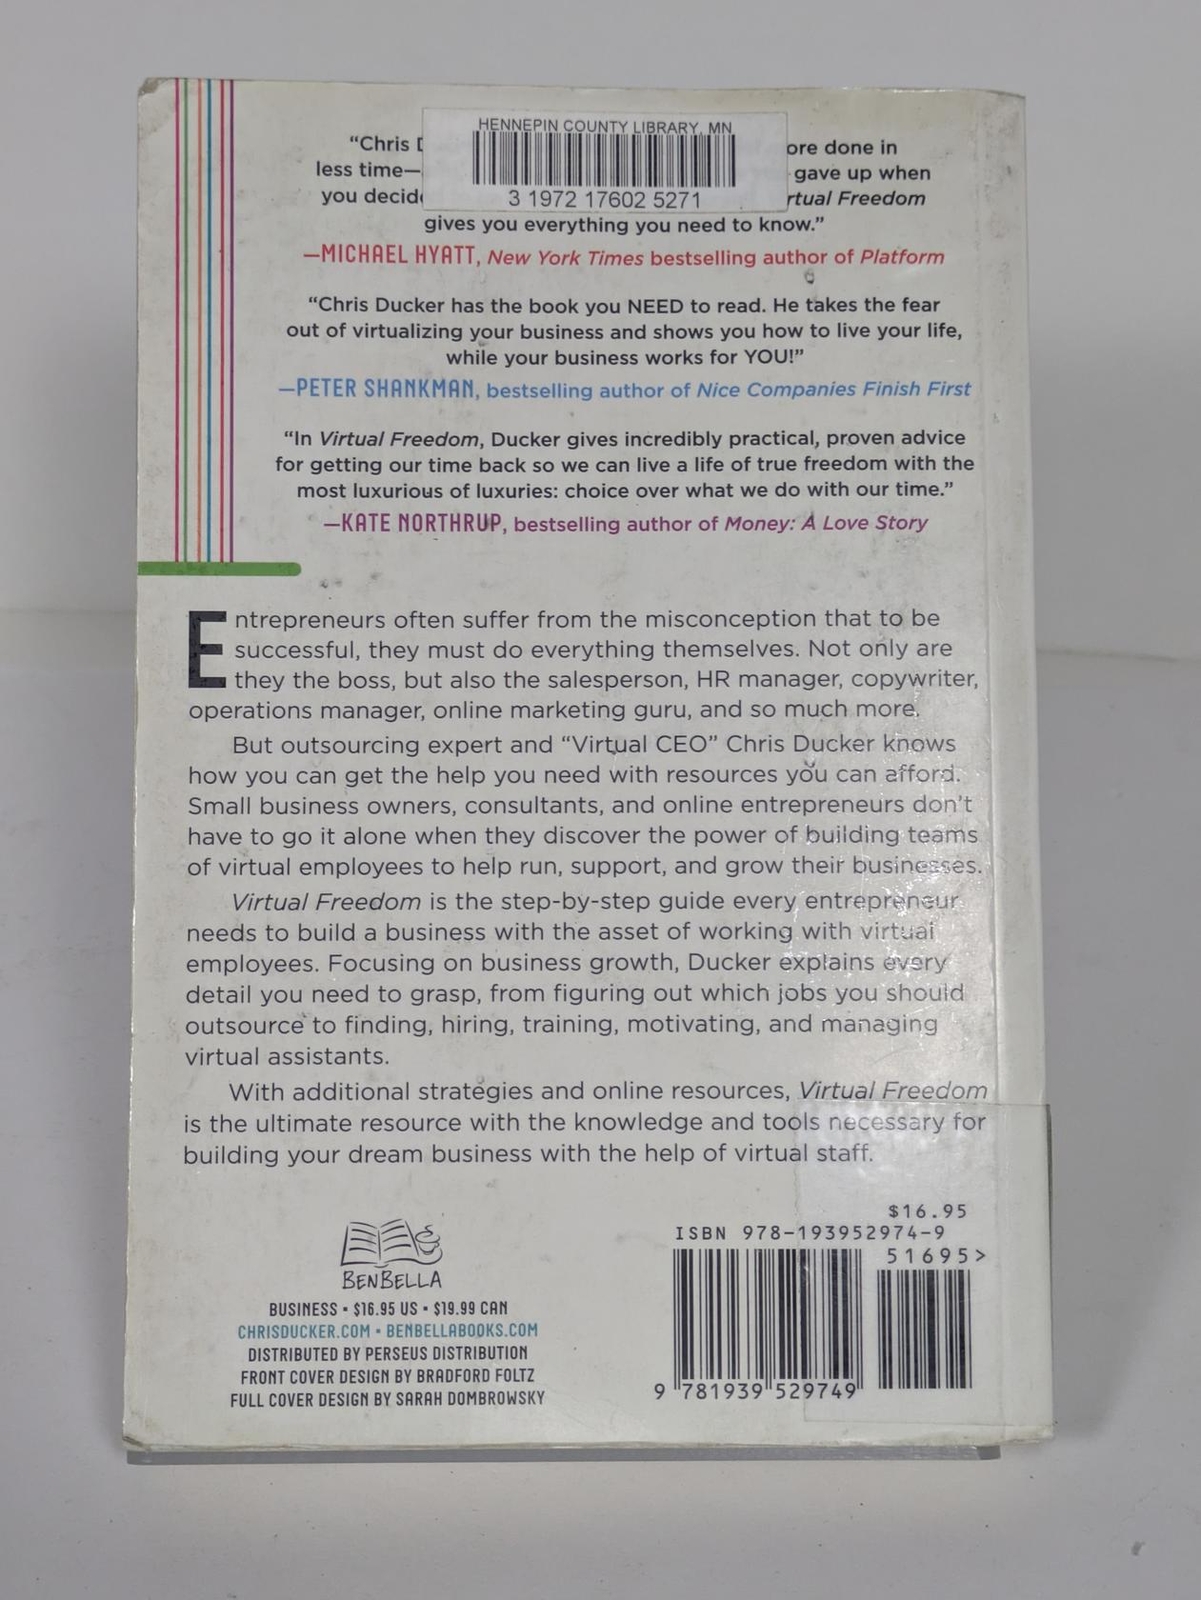 HENNEPIN COUNTY LIBRARY, MN
3 1972 17602 5271
“Chris
ore done in
less time—
gave up when
you decid
rtual Freedom
gives you everything you need to know.”
—MICHAEL HYATT, New York Times bestselling author of Platform
“Chris Ducker has the book you NEED to read. He takes the fear
out of virtualizing your business and shows you how to live your life,
while your business works for YOU!”
—PETER SHANKMAN, bestselling author of Nice Companies Finish First
“In Virtual Freedom, Ducker gives incredibly practical, proven advice
for getting our time back so we can live a life of true freedom with the
most luxurious of luxuries: choice over what we do with our time.”
—KATE NORTHRUP, bestselling author of Money: A Love Story
Entrepreneurs often suffer from the misconception that to be
successful, they must do everything themselves. Not only are
they the boss, but also the salesperson, HR manager, copywriter,
operations manager, online marketing guru, and so much more.
But outsourcing expert and “Virtual CEO” Chris Ducker knows
how you can get the help you need with resources you can afford.
Small business owners, consultants, and online entrepreneurs don’t
have to go it alone when they discover the power of building teams
of virtual employees to help run, support, and grow their businesses.
Virtual Freedom is the step-by-step guide every entrepreneur
needs to build a business with the asset of working with virtual
employees. Focusing on business growth, Ducker explains every
detail you need to grasp, from figuring out which jobs you should
outsource to finding, hiring, training, motivating, and managing
virtual assistants.
With additional strategies and online resources, Virtual Freedom
is the ultimate resource with the knowledge and tools necessary for
building your dream business with the help of virtual staff.
BENBELLA
BUSINESS • $16.95 US • $19.99 CAN
CHRISDUCKER.COM • BENBELLABOOKS.COM
DISTRIBUTED BY PERSEUS DISTRIBUTION
FRONT COVER DESIGN BY BRADFORD FOLTZ
FULL COVER DESIGN BY SARAH DOMBROWSKY
$16.95
ISBN 978-193952974-9
51695>
9 781939 529749